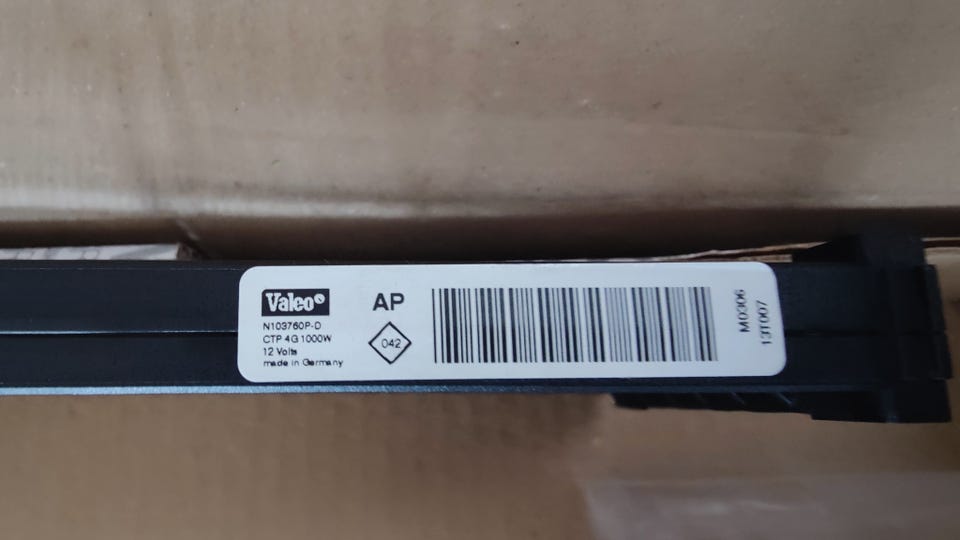 Valeo
N103760P-D
CTP 4G 1000W
12 Volts
made in Germany
AP
042
M0306
13T007